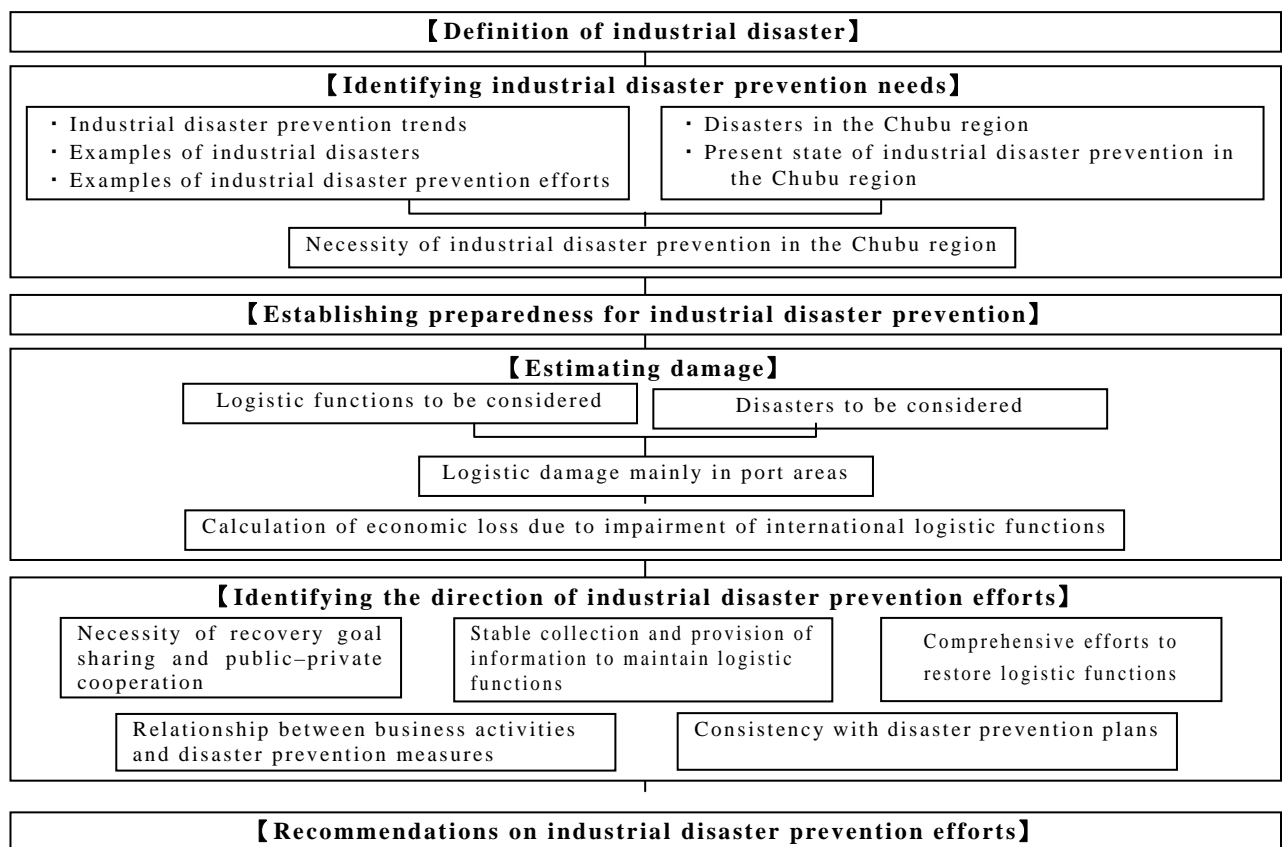 【Definition of industrial disaster】
【Identifying industrial disaster prevention needs】
・Industrial disaster prevention trends
・Examples of industrial disasters
・Examples of industrial disaster prevention efforts
・Disasters in the Chubu region
・Present state of industrial disaster prevention in
the Chubu region
Necessity of industrial disaster prevention in the Chubu region
【Establishing preparedness for industrial disaster prevention】
【Estimating damage】
Logistic functions to be considered
Disasters to be considered
Logistic damage mainly in port areas
Calculation of economic loss due to impairment of international logistic functions
【Identifying the direction of industrial disaster prevention efforts】
Necessity of recovery goal
sharing and public–private
cooperation
Stable collection and provision of
information to maintain logistic
functions
Comprehensive efforts to
restore logistic functions
Relationship between business activities
and disaster prevention measures
Consistency with disaster prevention plans
【Recommendations on industrial disaster prevention efforts】